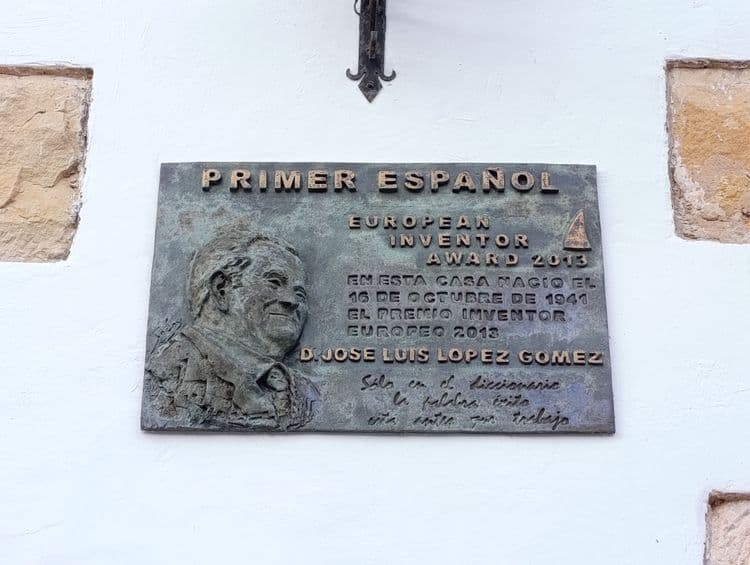 PRIMER ESPAÑOL
EUROPEAN
INVENTOR
AWARD 2013
EN ESTA CASA NACIO EL
16 DE OCTUBRE DE 1941
EL PREMIO INVENTOR
EUROPEO 2013
D. JOSE LUIS LOPEZ GOMEZ
Sólo en el diccionario
la palabra éxito
esta antes que trabajo